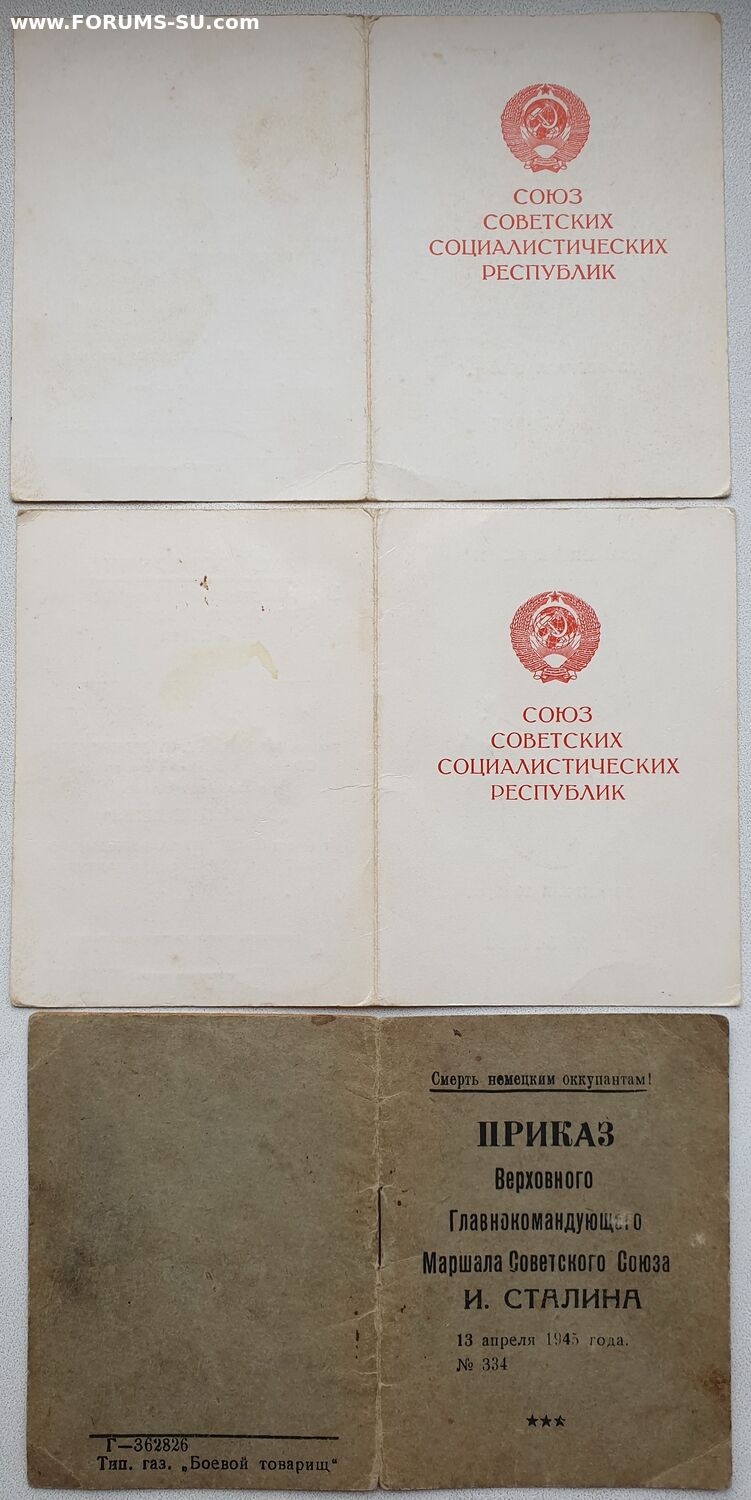 www.FORUMS-SU.com
СОЮЗ
СОВЕТСКИХ
СОЦИАЛИСТИЧЕСКИХ
РЕСПУБЛИК
СОЮЗ
СОВЕТСКИХ
СОЦИАЛИСТИЧЕСКИХ
РЕСПУБЛИК
Смерть немецким оккупантам!
ПРИКАЗ
Верховного
Главнокомандующего
Маршала Советского Союза
И. СТАЛИНА
13 апреля 1945 года.
№ 334
Г—362826
Тип. газ. „Боевой товарищ"